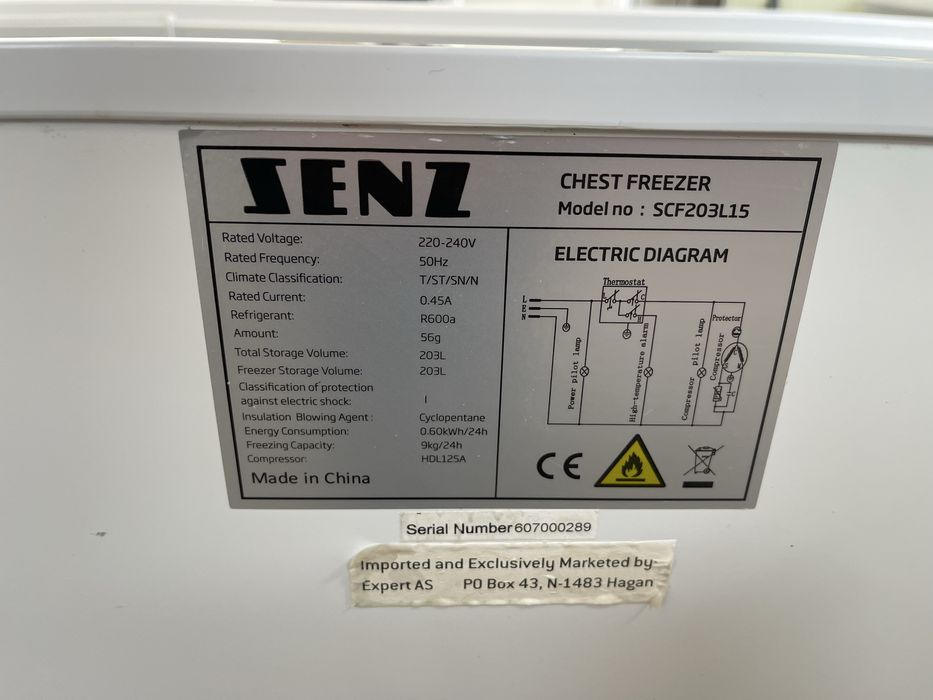 SENZ
CHEST FREEZER
Model no : SCF203L15
Rated Voltage: 220-240V
Rated Frequency: 50Hz
Climate Classification: T/ST/SN/N
Rated Current: 0.45A
Refrigerant: R600a
Amount: 56g
Total Storage Volume: 203L
Freezer Storage Volume: 203L
Classification of protection
against electric shock: I
Insulation Blowing Agent: Cyclopentane
Energy Consumption: 0.60kWh/24h
Freezing Capacity: 9kg/24h
Compressor: HDL125A
Made in China
ELECTRIC DIAGRAM
Thermostat
L
E
N
C
Power pilot lamp
High-temperature alarm
Compressor pilot lamp
Compressor
Protector
CE
Serial Number 607000289
Imported and Exclusively Marketed by:
Expert AS PO Box 43, N-1483 Hagan